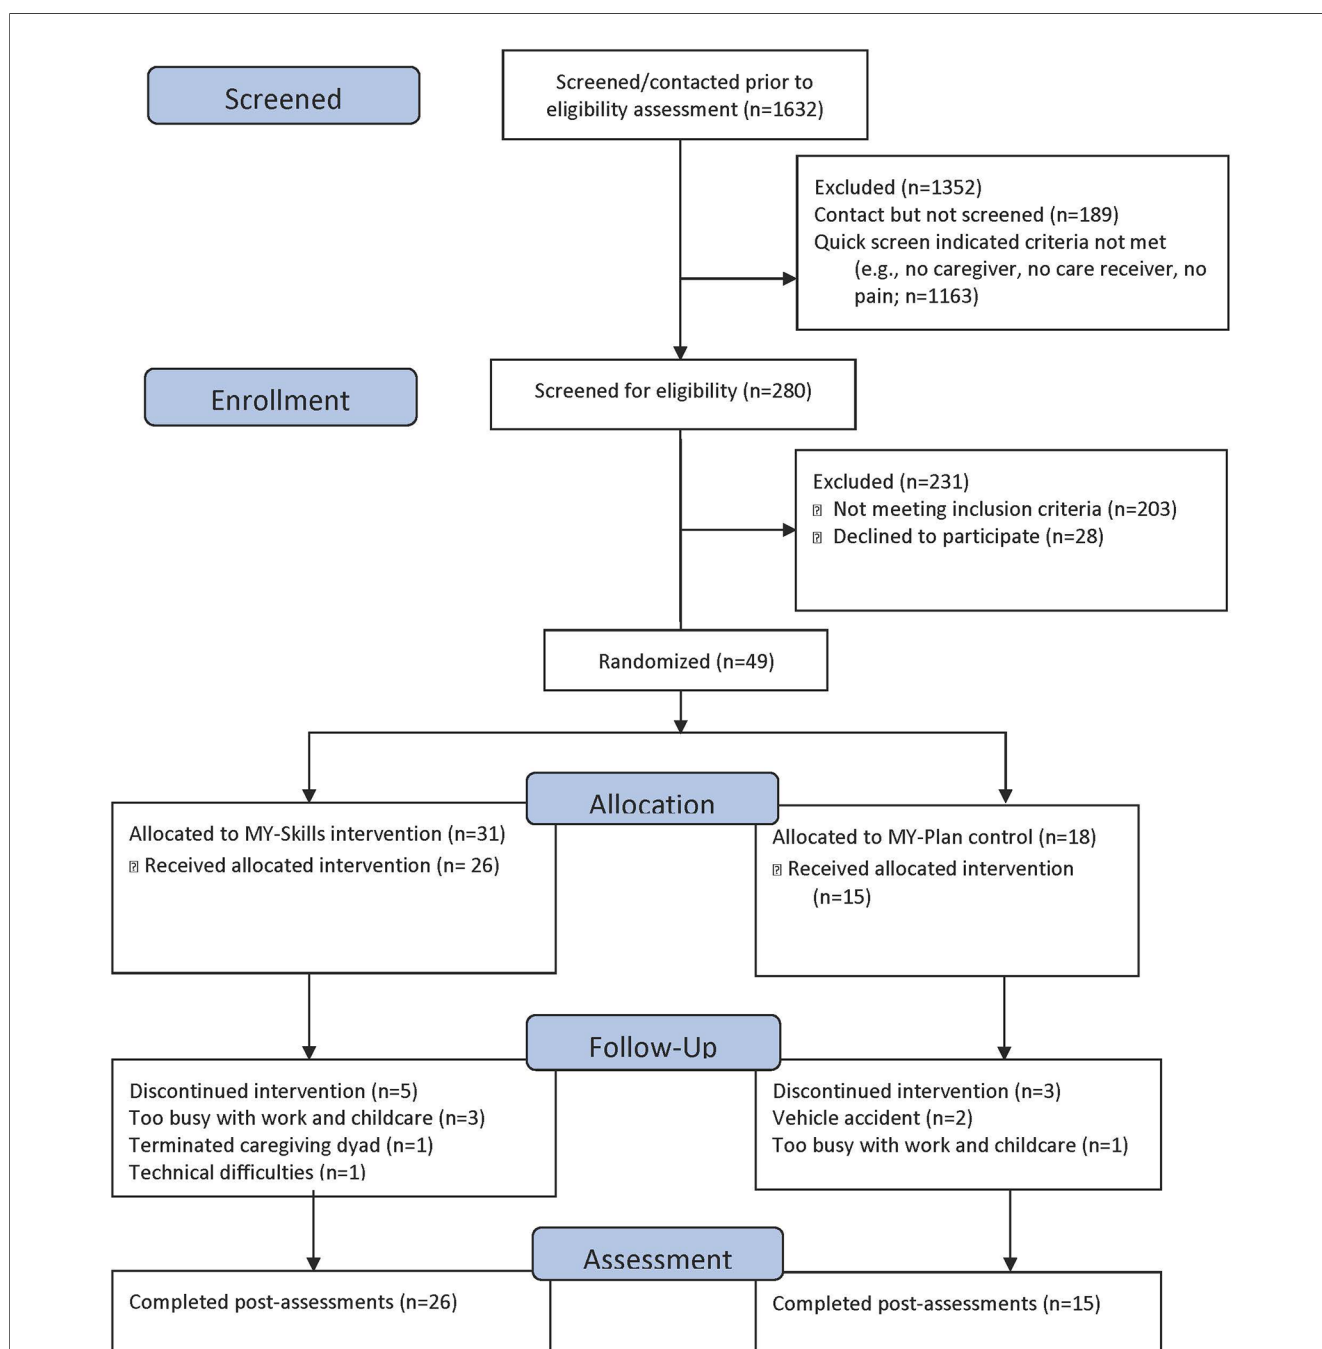 Screened
Screened/contacted prior to
eligibility assessment (n=1632)
Excluded (n=1352)
Contact but not screened (n=189)
Quick screen indicated criteria not met
(e.g., no caregiver, no care receiver, no
pain; n=1163)
Enrollment
Screened for eligibility (n=280)
Excluded (n=231)
Not meeting inclusion criteria (n=203)
Declined to participate (n=28)
Randomized (n=49)
Allocation
Allocated to MY-Skills intervention (n=31)
Received allocated intervention (n= 26)
Allocated to MY-Plan control (n=18)
Received allocated intervention
(n=15)
Follow-Up
Discontinued intervention (n=5)
Too busy with work and childcare (n=3)
Terminated caregiving dyad (n=1)
Technical difficulties (n=1)
Discontinued intervention (n=3)
Vehicle accident (n=2)
Too busy with work and childcare (n=1)
Assessment
Completed post-assessments (n=26)
Completed post-assessments (n=15)